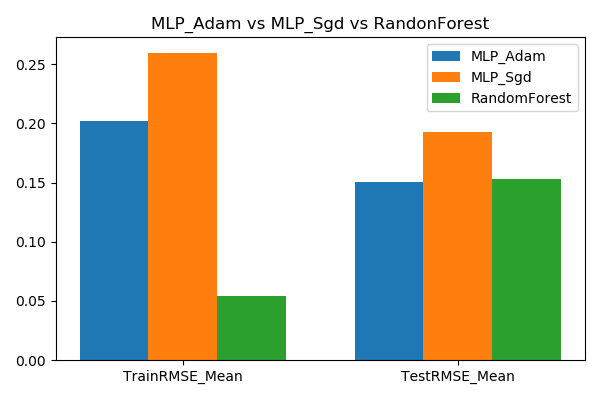 MLP_Adam vs MLP_Sgd vs RandonForest
MLP_Adam
MLP_Sgd
RandomForest
0.25
0.20
0.15
0.10
0.05
0.00
TrainRMSE_Mean
TestRMSE_Mean